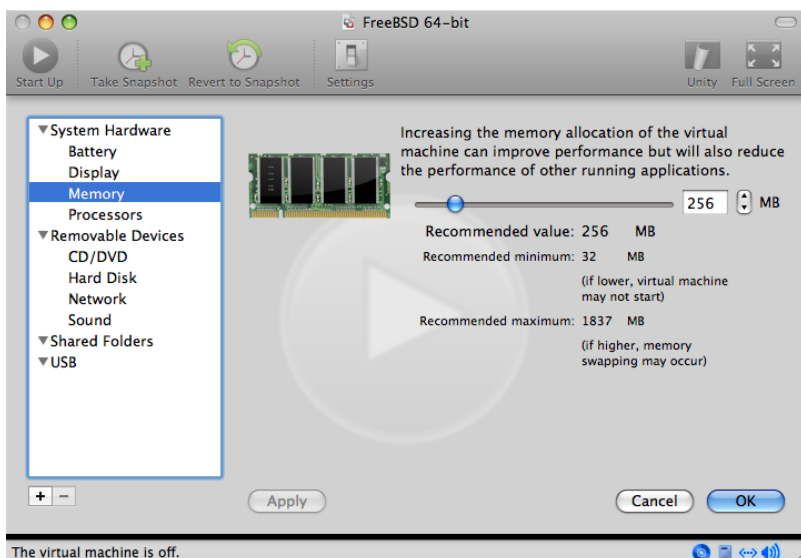 FreeBSD 64-bit
Start Up
Take Snapshot
Revert to Snapshot
Settings
Unity
Full Screen
System Hardware
Battery
Display
Memory
Processors
Removable Devices
CD/DVD
Hard Disk
Network
Sound
Shared Folders
USB
Increasing the memory allocation of the virtual
machine can improve performance but will also reduce
the performance of other running applications.
256 MB
Recommended value: 256 MB
Recommended minimum: 32 MB
(if lower, virtual machine
may not start)
Recommended maximum: 1837 MB
(if higher, memory
swapping may occur)
+ −
Apply
Cancel
OK
The virtual machine is off.